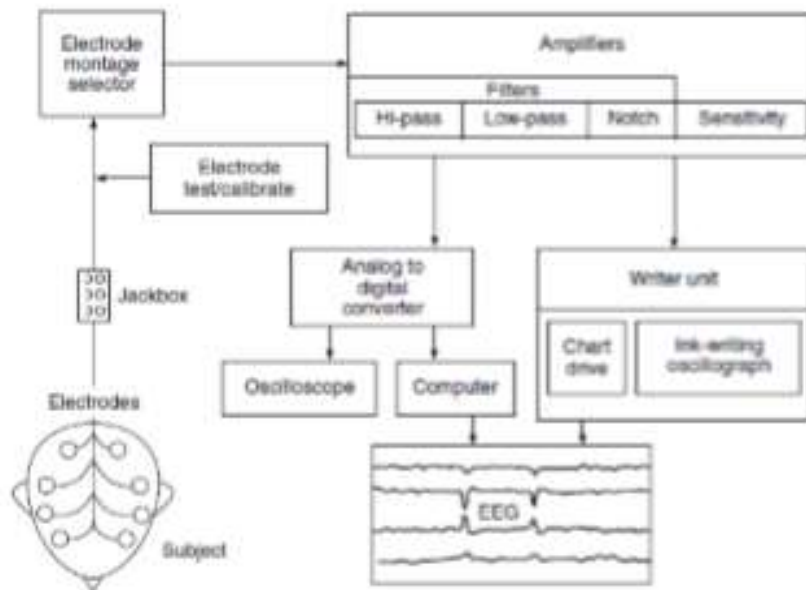 Electrode
montage
selector
Amplifiers
Filters
Hi-pass
Low-pass
Notch
Sensitivity
Electrode
test/calibrate
Jackbox
Analog to
digital
converter
Writer unit
Chart
drive
Ink-writing
oscillograph
Oscilloscope
Computer
Electrodes
EEG
Subject